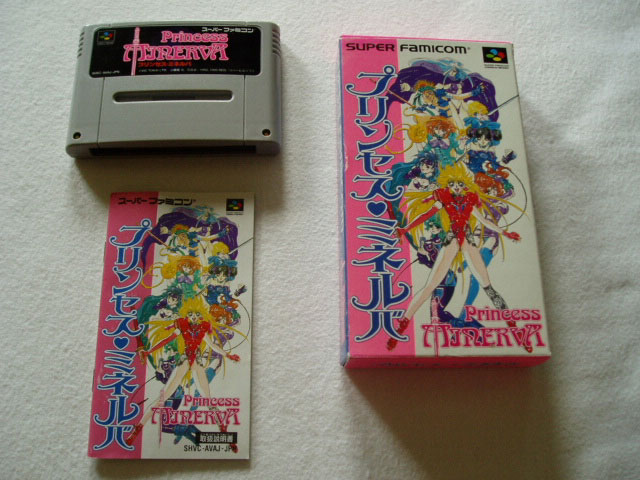 スーパーファミコン
Princess
MINERVA
プリンセス・ミネルバ
SHVC-AVAJ-JPN
SUPER FAMICOM
プリンセス♥ミネルバ
Princess
MINERVA
スーパーファミコン
プリンセス♥ミネルバ
Princess
MINERVA
取扱説明書
SHVC-AVAJ-JPN